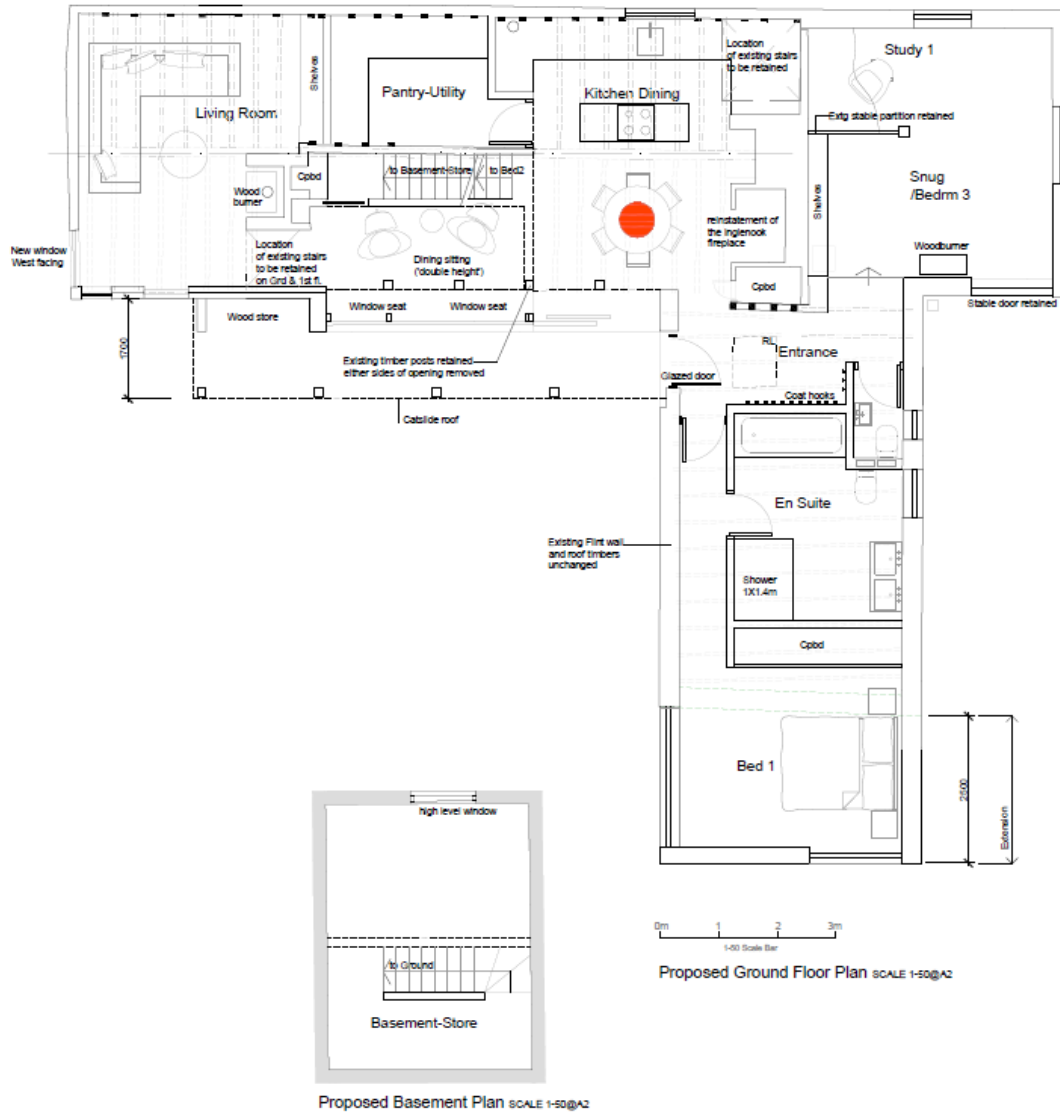 Living Room
Shelves
Pantry-Utility
Kitchen Dining
Location
of existing stairs
to be retained
Study 1
Extg stable partition retained
Snug
/Bedrm 3
Woodburner
Shelves
Stable door retained
Cpbd
to Basement-Store
to Bed2
Wood
burner
Location
of existing stairs
to be retained
on Grd & 1st fl.
Dining sitting
('double height')
reinstatement of
the inglenook
fireplace
Cpbd
New window
West facing
Wood store
Window seat
Window seat
1700
Existing timber posts retained
either sides of opening removed
Catslide roof
RL
Entrance
Glazed door
Coat hooks
En Suite
Existing Flint wall
and roof timbers
unchanged
Shower
1X1.4m
Cpbd
Bed 1
2500
Extension
high level window
to Ground
Basement-Store
Proposed Basement Plan SCALE 1-50@A2
0m 1 2 3m
1-50 Scale Bar
Proposed Ground Floor Plan SCALE 1-50@A2